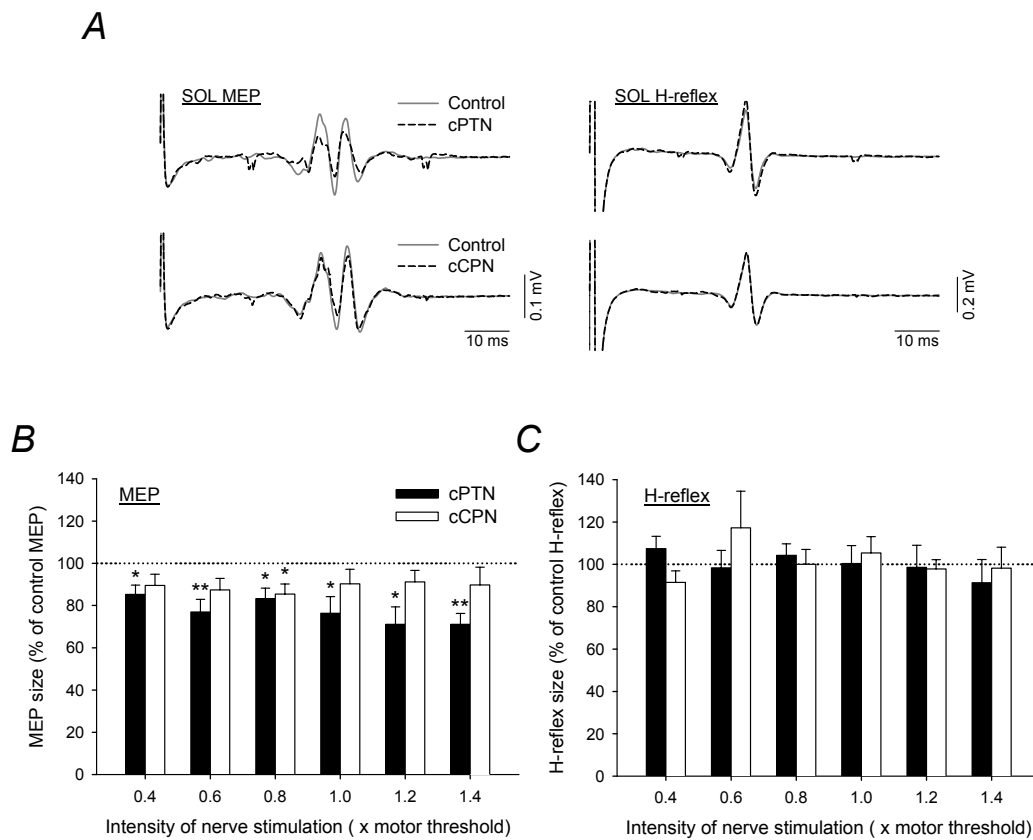 A
SOL MEP
Control
cPTN
SOL H-reflex
Control
cCPN
0.1 mV
10 ms
0.2 mV
10 ms
B
MEP
cPTN
cCPN
MEP size (% of control MEP)
140
120
100
80
60
40
20
0
* ** * * * * **
0.4 0.6 0.8 1.0 1.2 1.4
Intensity of nerve stimulation ( x motor threshold)
C
H-reflex
H-reflex size (% of control H-reflex)
140
120
100
80
60
40
20
0
0.4 0.6 0.8 1.0 1.2 1.4
Intensity of nerve stimulation ( x motor threshold)